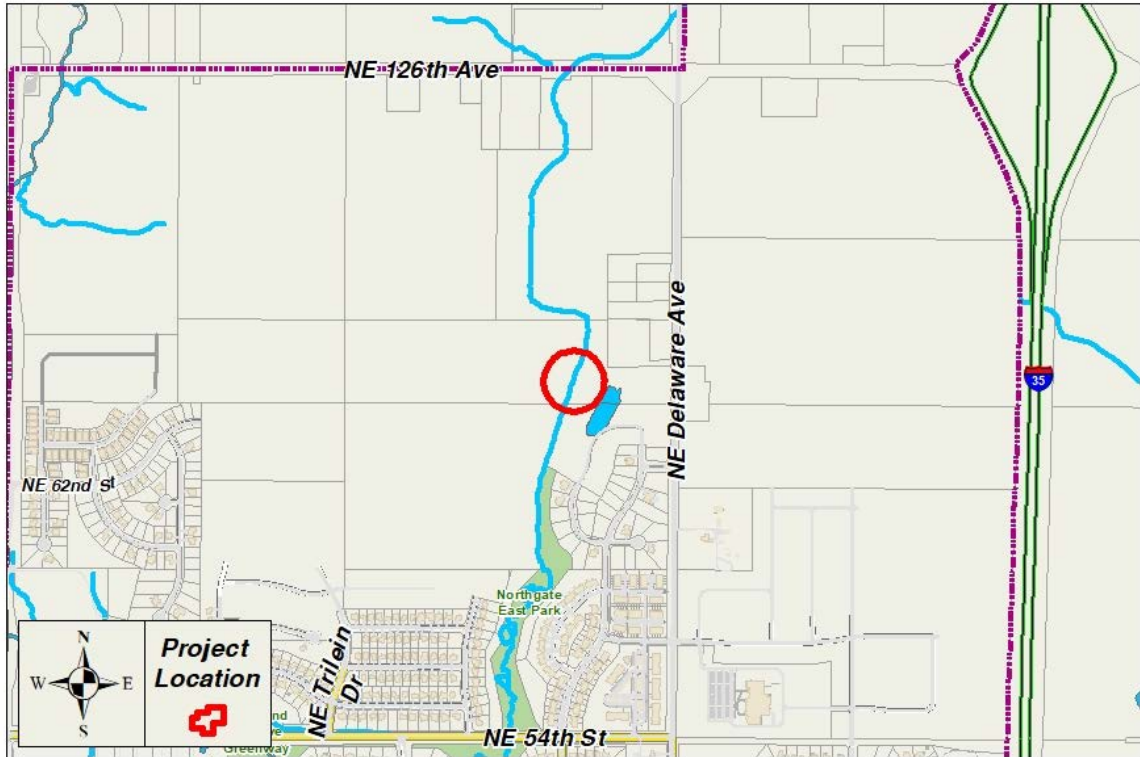 NE 126th Ave
NE Delaware Ave
35
NE 62nd St
Northgate
East Park
N
W
E
S
Project
Location
NE Trilein
Dr
NE 54th St
Greenway